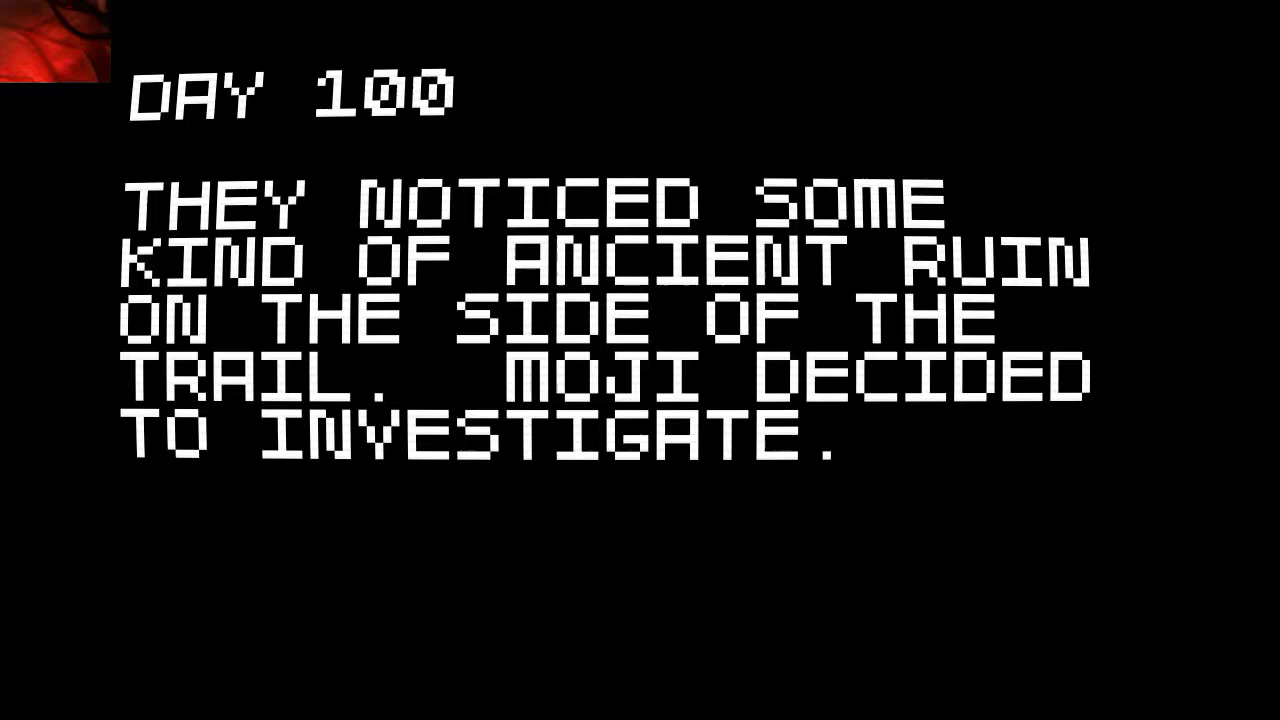 DAY 100
THEY NOTICED SOME
KIND OF ANCIENT RUIN
ON THE SIDE OF THE
TRAIL.  MOJI DECIDED
TO INVESTIGATE.